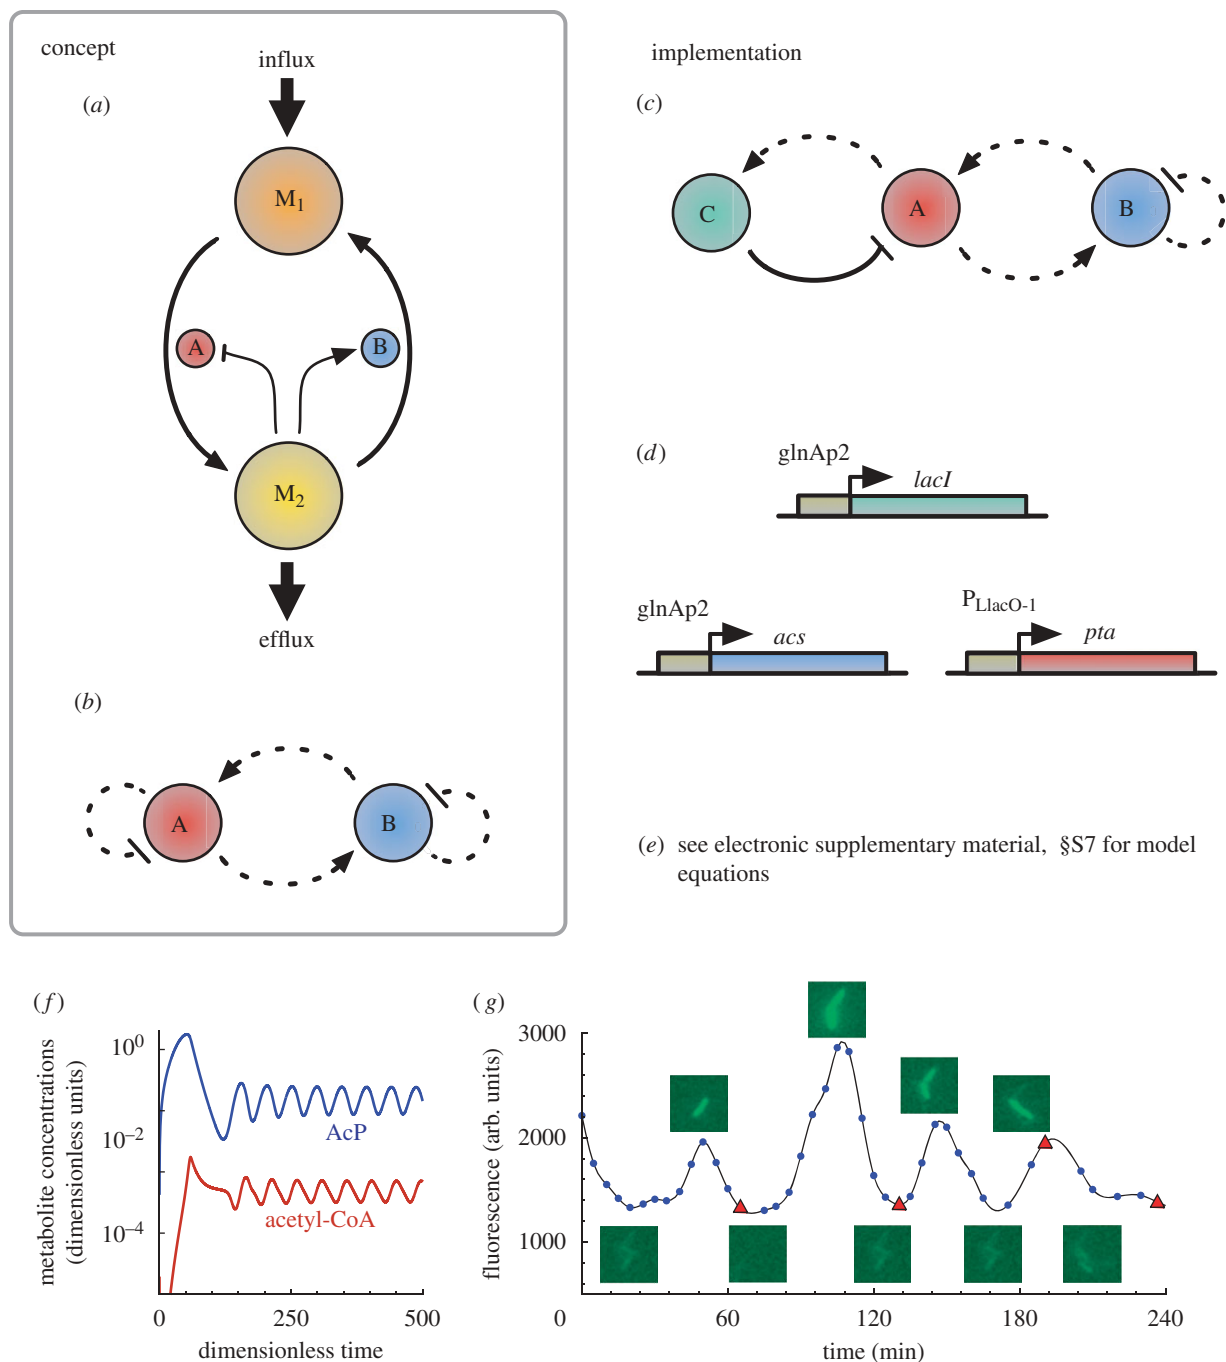 concept
(a)
influx
M1
A
B
M2
efflux
(b)
A
B
implementation
(c)
C
A
B
(d)
glnAp2
lacI
glnAp2
acs
PLlacO-1
pta
(e) see electronic supplementary material, §S7 for model
equations
(f)
metabolite concentrations
(dimensionless units)
10^0
10^–2
10^–4
AcP
acetyl-CoA
0 250 500
dimensionless time
(g)
fluorescence (arb. units)
3000
2000
1000
0 60 120 180 240
time (min)